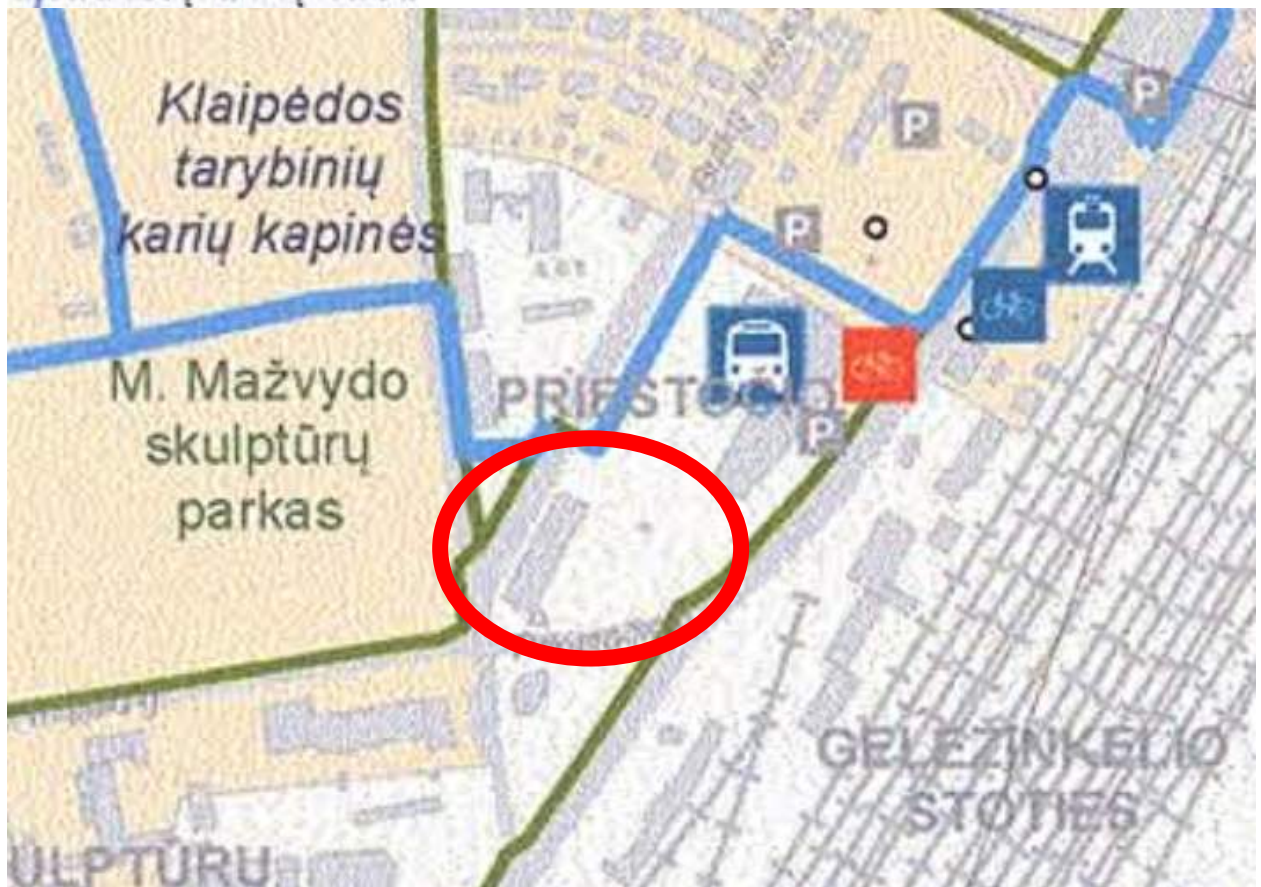 Klaipėdos
tarybinių
karių kapinės
P
P
P
M. Mažvydo
skulptūrų
parkas
PRIESTOČIO
P
GELEŽINKELIO
STOTIES
ULPTŪRŲ